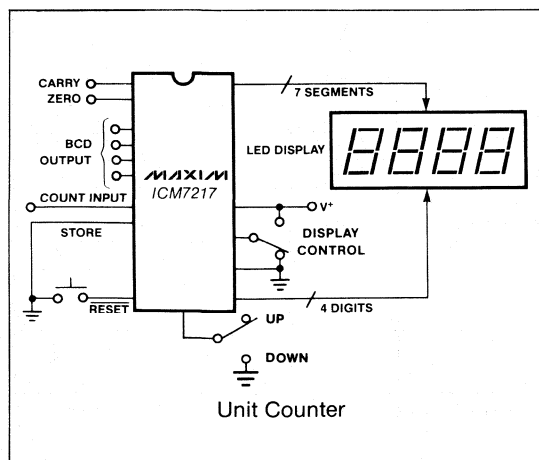 CARRY
ZERO
7 SEGMENTS
BCD
OUTPUT
LED DISPLAY
8888
MAXIM
ICM7217
COUNT INPUT
V+
STORE
DISPLAY
CONTROL
RESET
4 DIGITS
UP
DOWN
Unit Counter